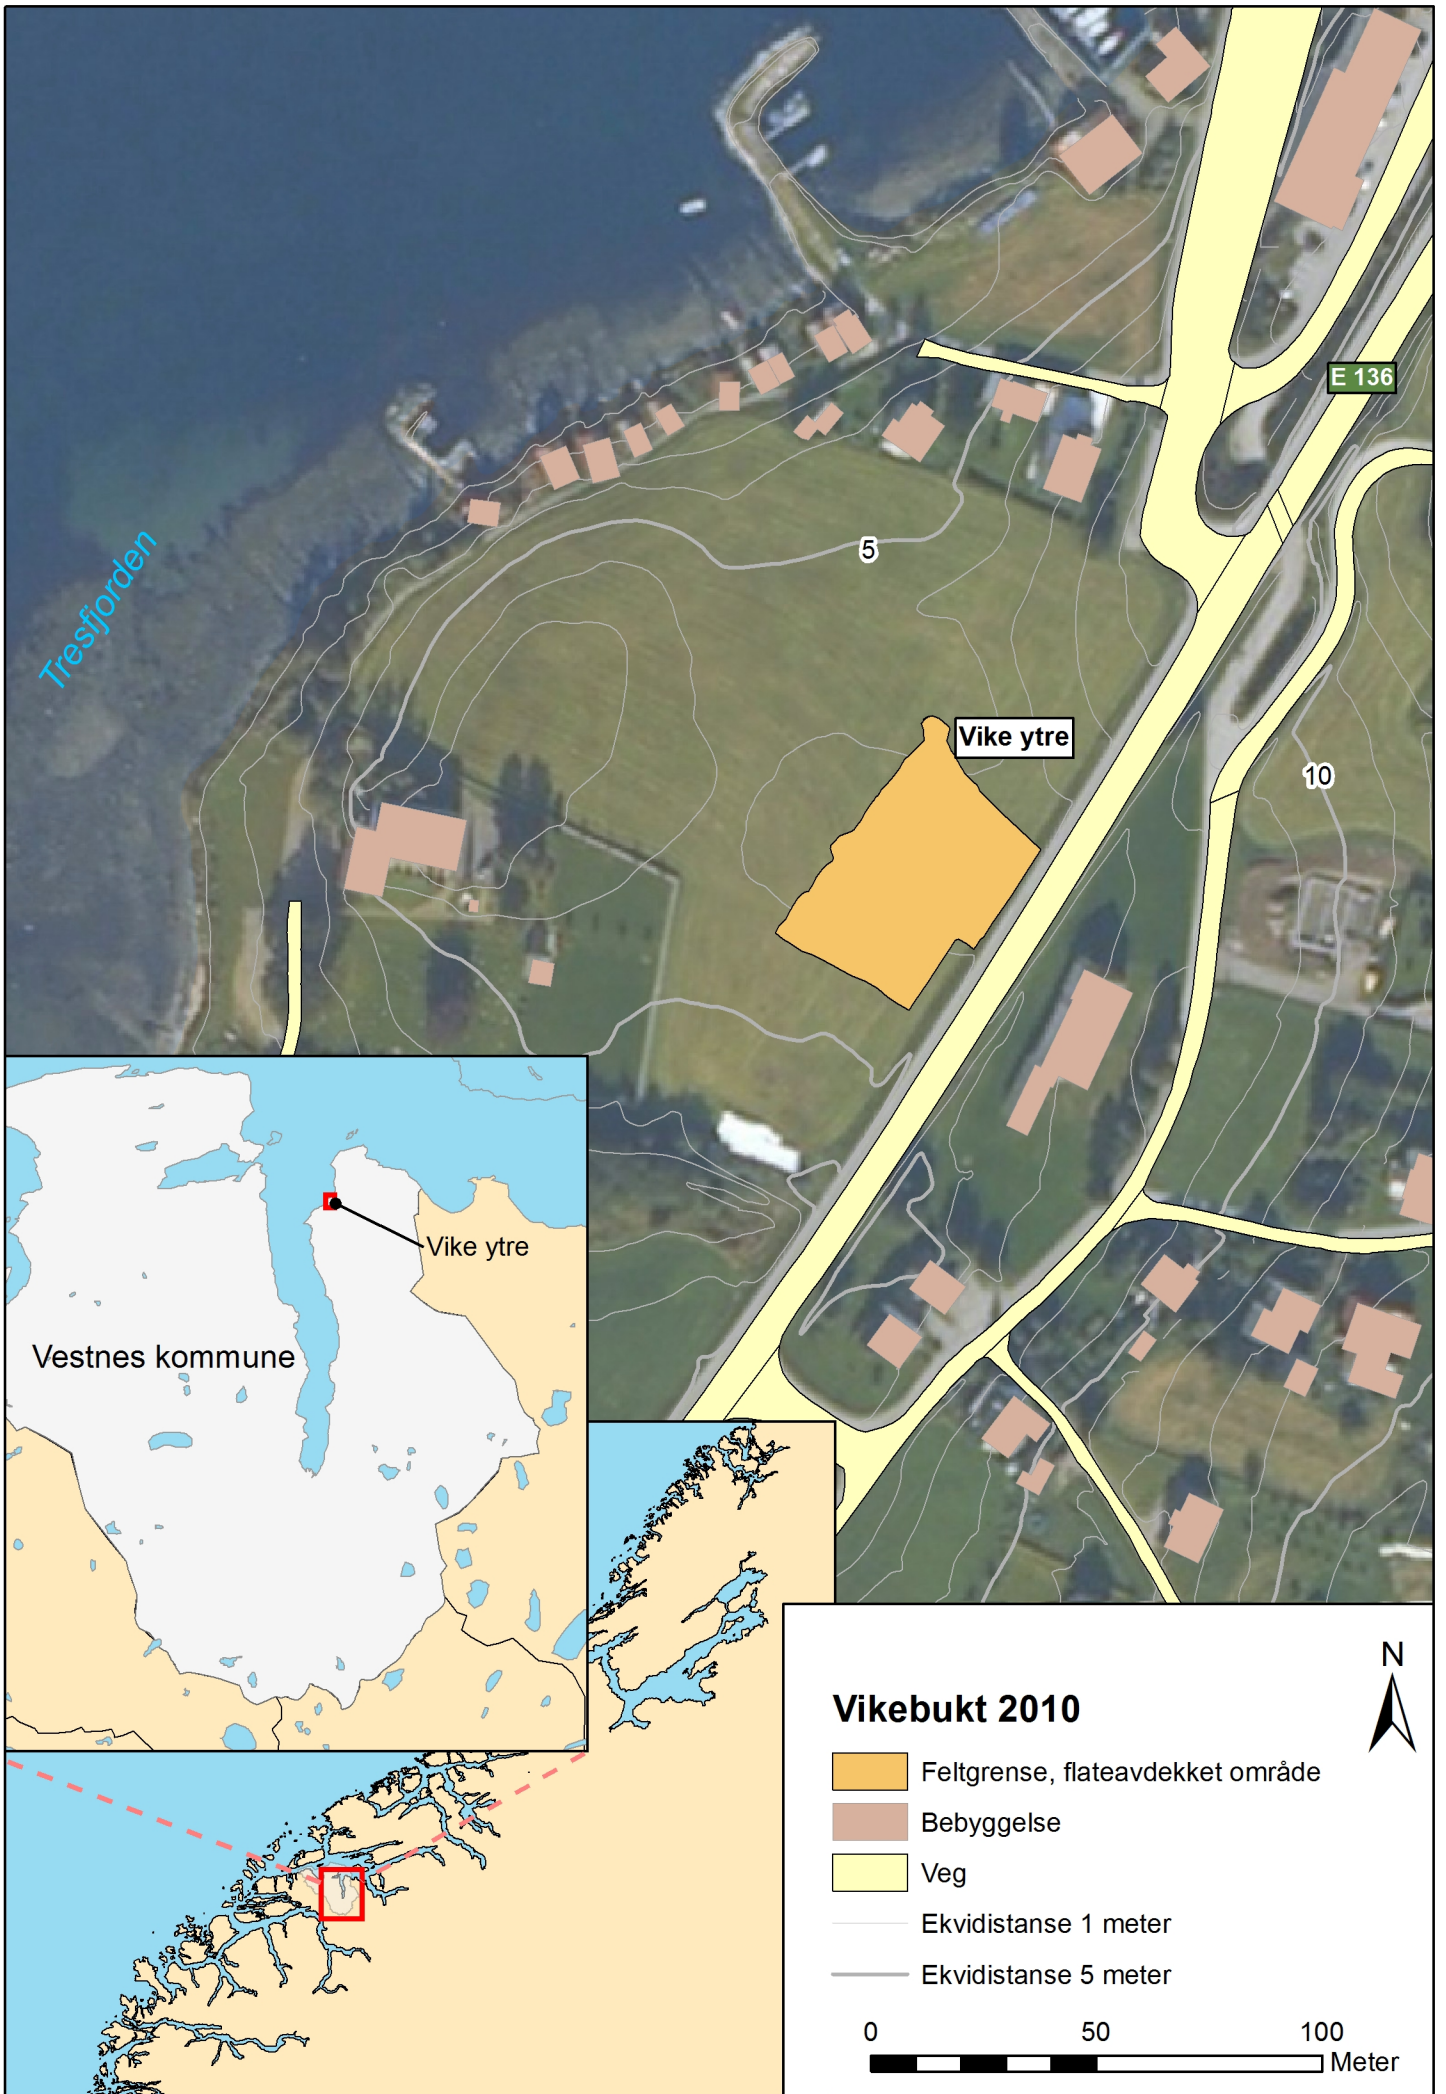 E 136
5
Tresfjorden
Vike ytre
10
Vike ytre
Vestnes kommune
N
Vikebukt 2010
Feltgrense, flateavdekket område
Bebyggelse
Veg
Ekvidistanse 1 meter
Ekvidistanse 5 meter
0 50 100
Meter